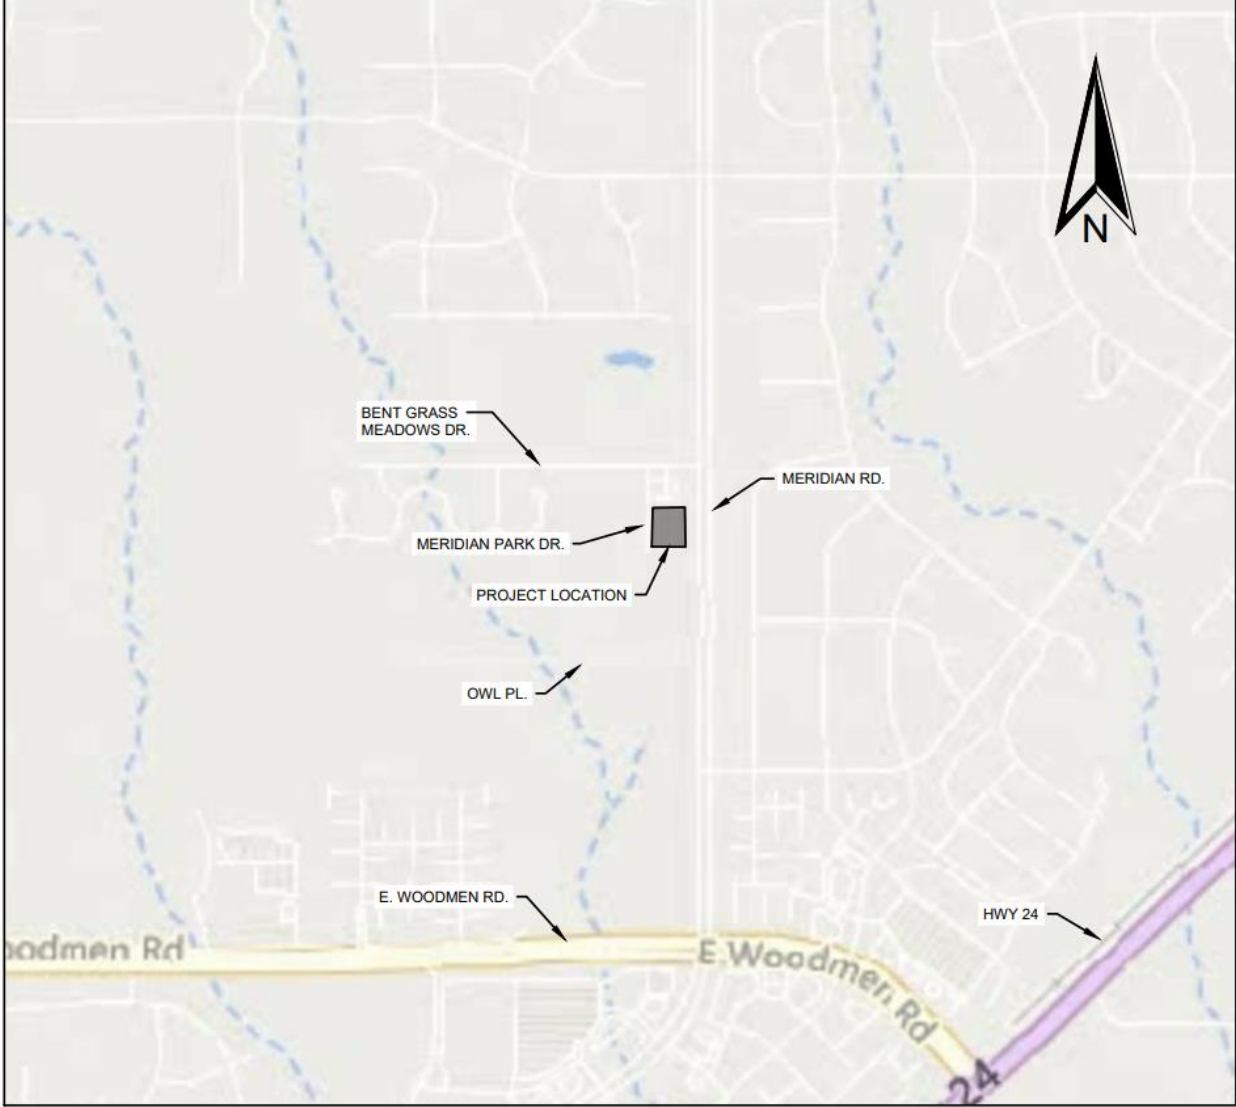 N
BENT GRASS
MEADOWS DR.
MERIDIAN RD.
MERIDIAN PARK DR.
PROJECT LOCATION
OWL PL.
E. WOODMEN RD.
HWY 24
oodmen Rd
E Woodmen Rd
24